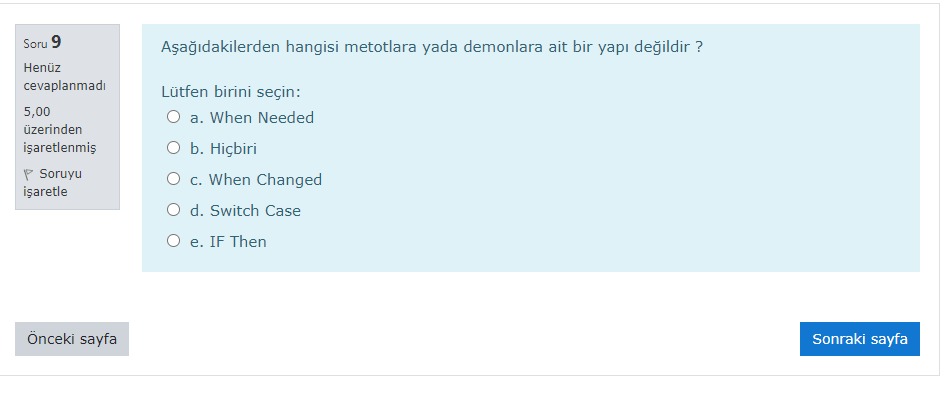 Soru 9
Henüz
cevaplanmadı
5,00
üzerinden
işaretlenmiş
Soruyu
işaretle
Aşağıdakilerden hangisi metotlara yada demonlara ait bir yapı değildir ?
Lütfen birini seçin:
a. When Needed
b. Hiçbiri
c. When Changed
d. Switch Case
e. IF Then
Önceki sayfa
Sonraki sayfa